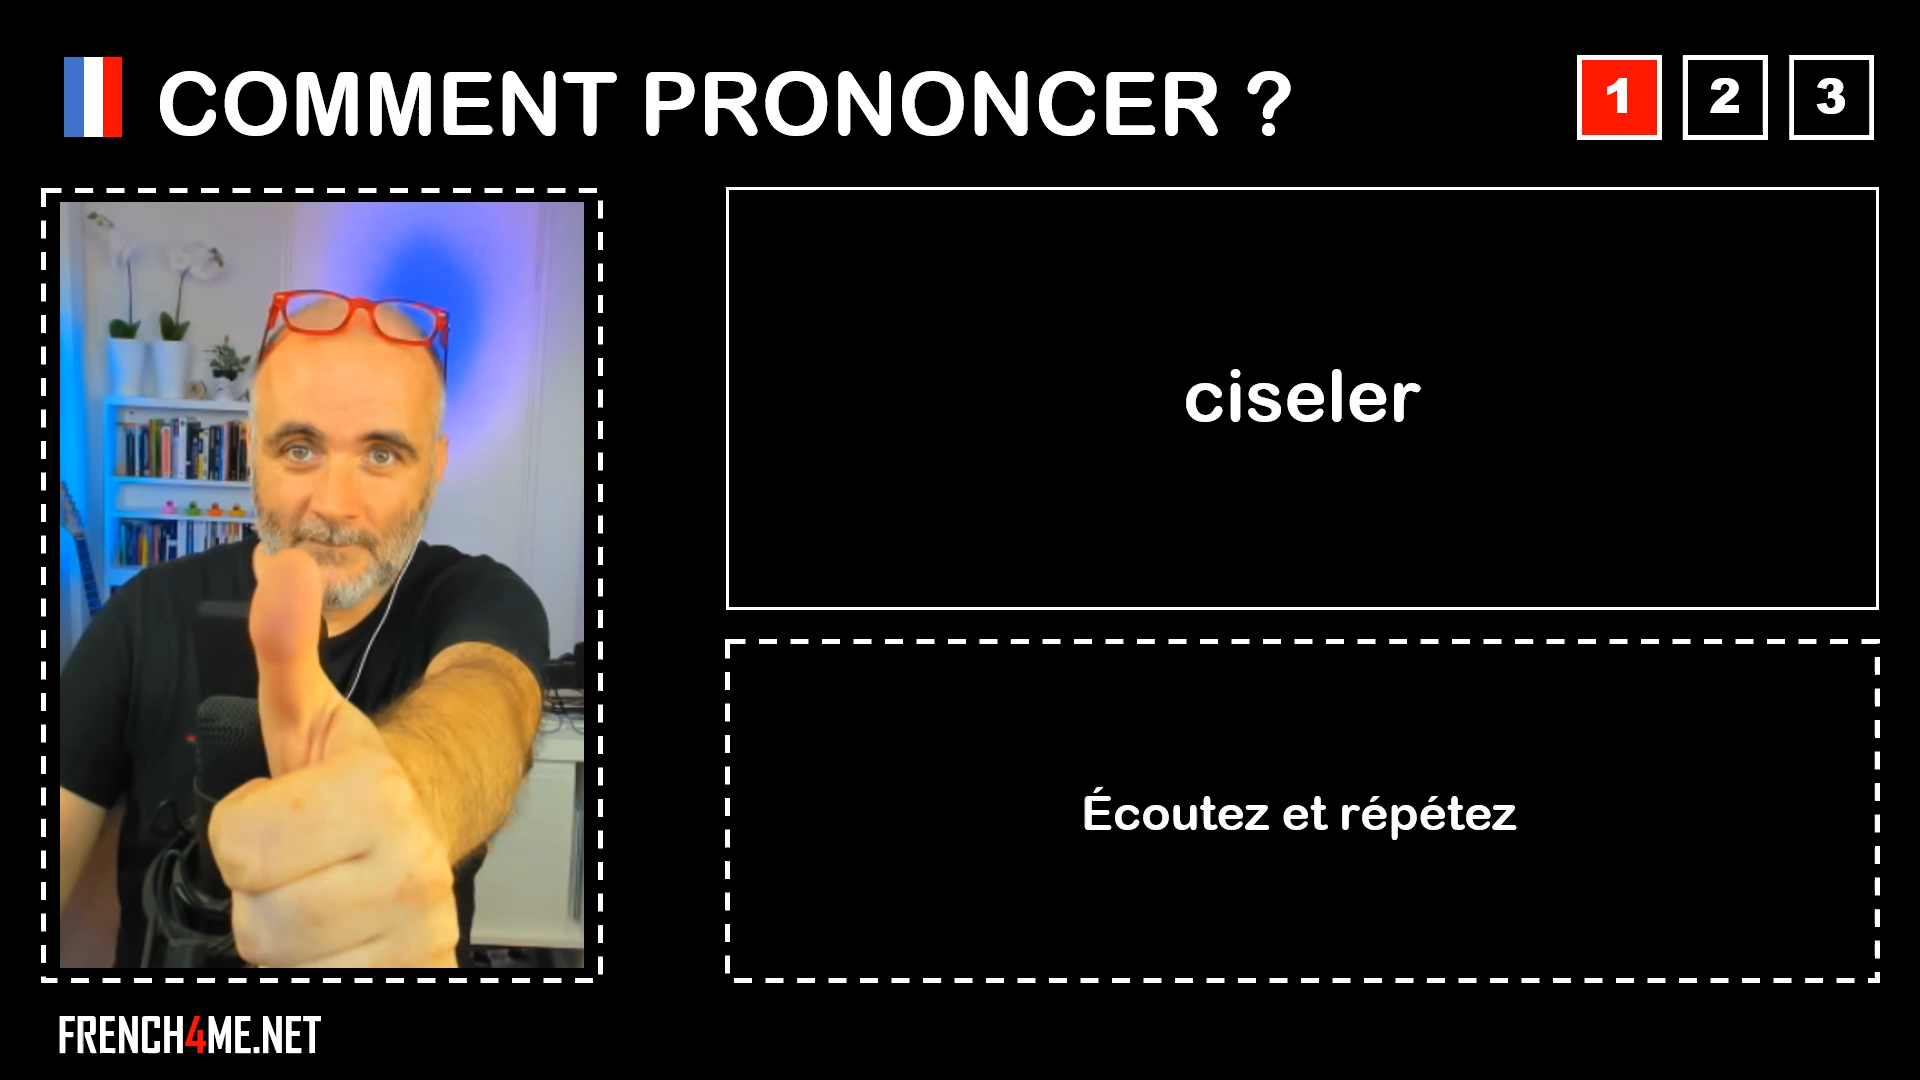 COMMENT PRONONCER ?
1 2 3
ciseler
Écoutez et répétez
FRENCH4ME.NET